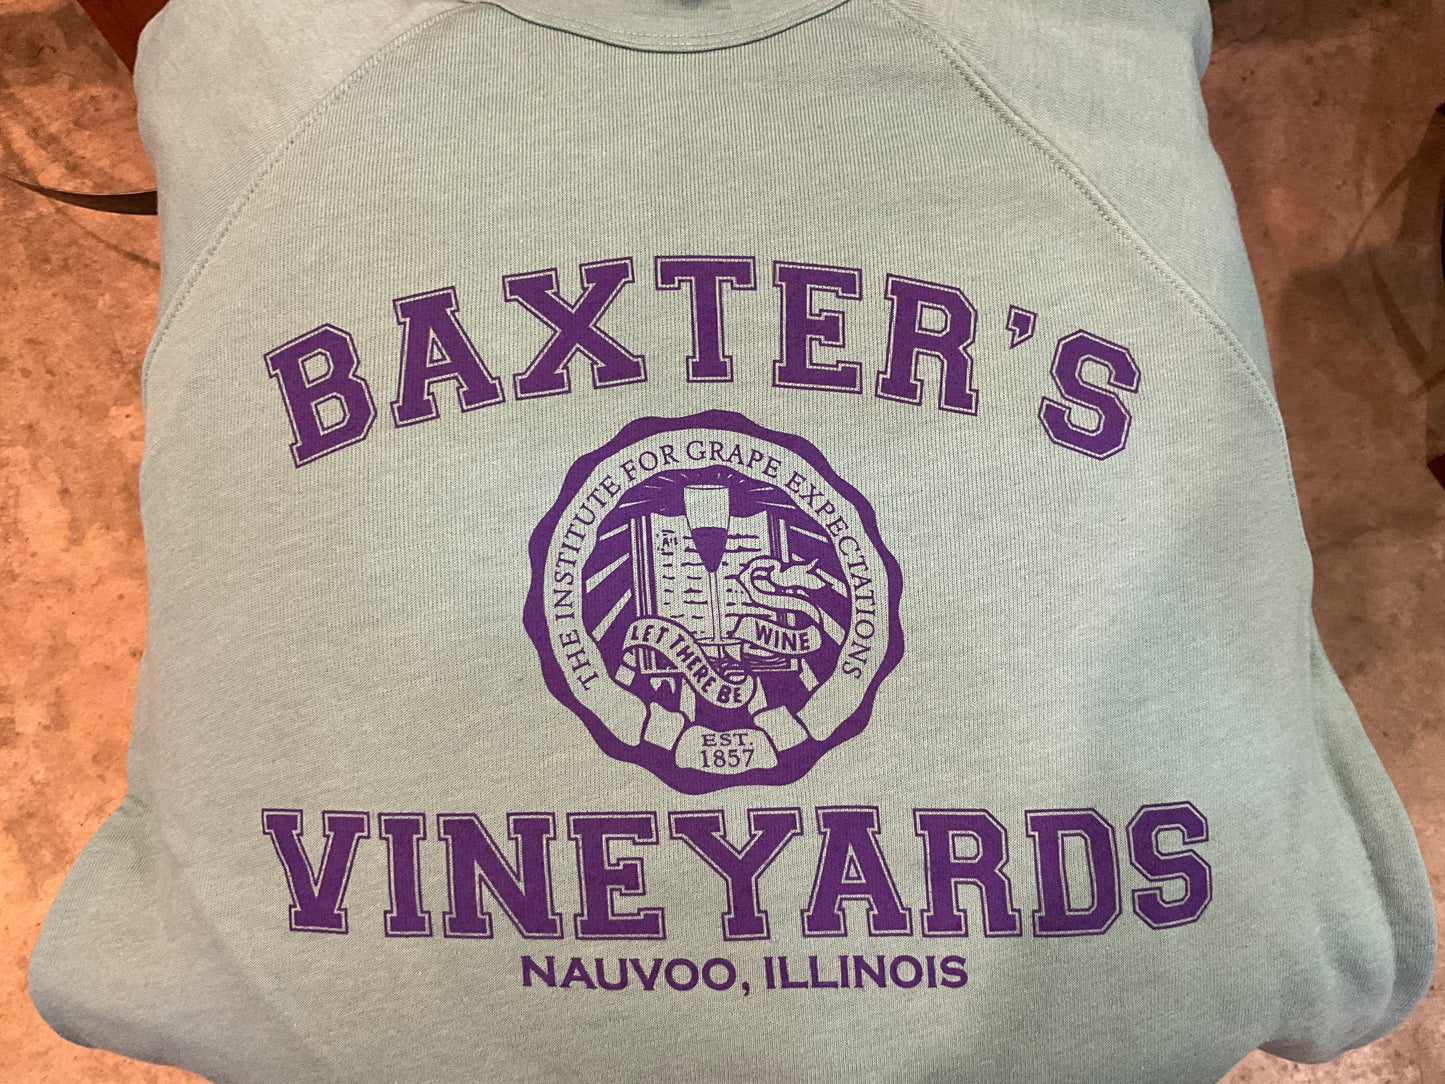 BAXTER'S
THE INSTITUTE FOR GRAPE EXPECTATIONS
LET THERE BE WINE
EST.
1857
VINEYARDS
NAUVOO, ILLINOIS